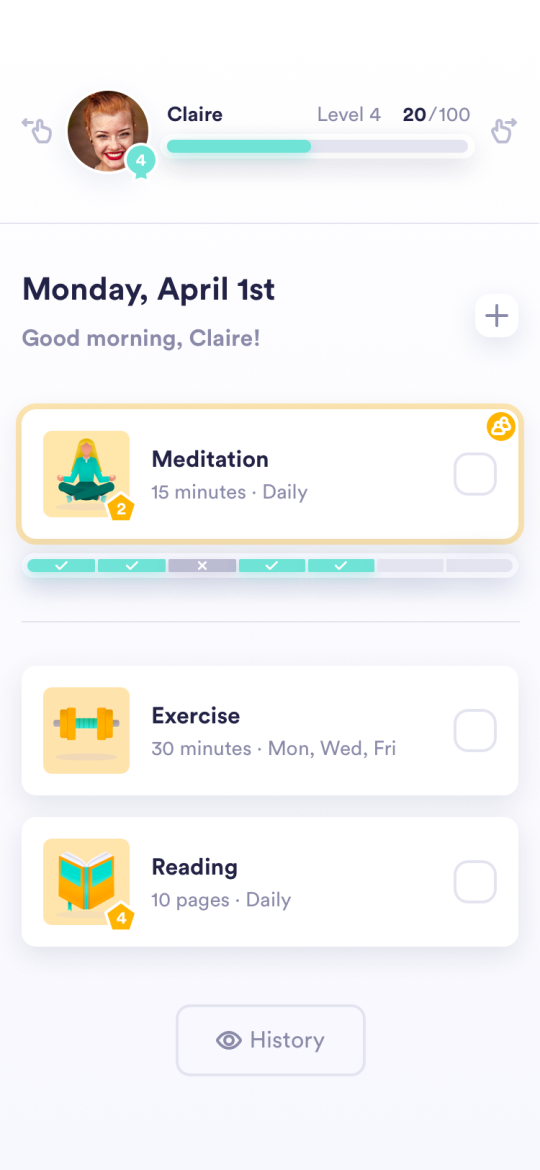 Claire Level 4 20/100
4
Monday, April 1st
Good morning, Claire!
Meditation
15 minutes · Daily
2
Exercise
30 minutes · Mon, Wed, Fri
Reading
10 pages · Daily
4
History